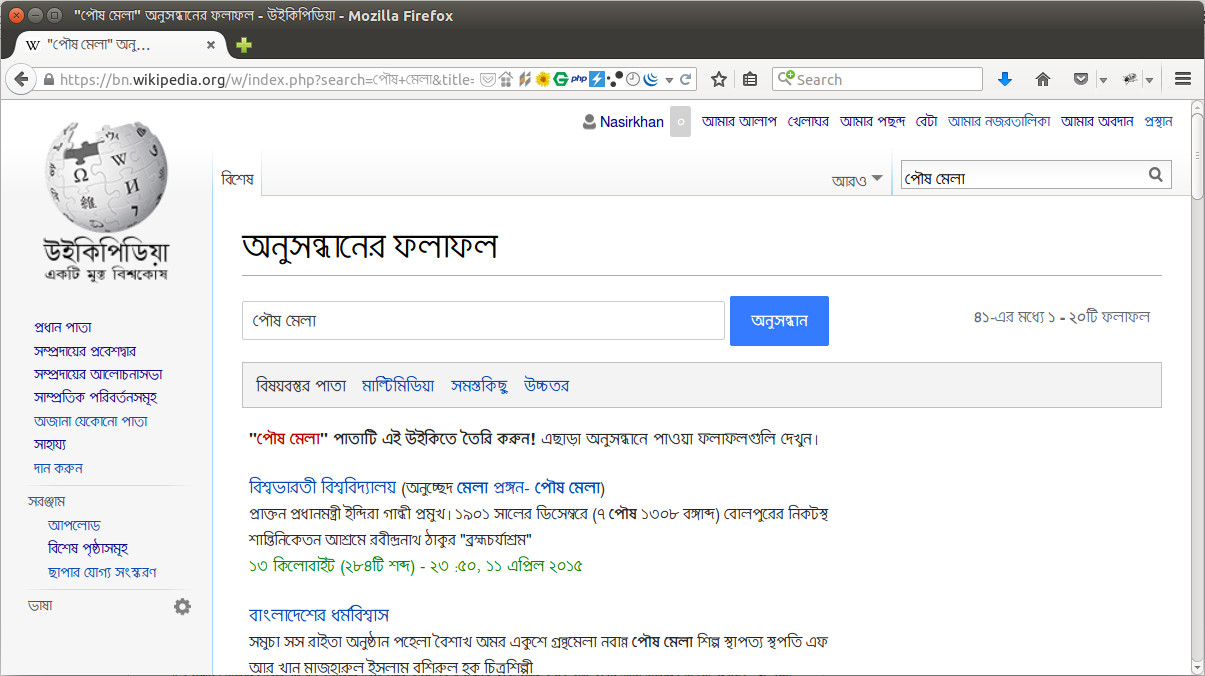 "পৌষ মেলা" অনুসন্ধানের ফলাফল - উইকিপিডিয়া - Mozilla Firefox
W "পৌষ মেলা" অনু...
https://bn.wikipedia.org/w/index.php?search=পৌষ+মেলা&title= php Search
Nasirkhan ০ আমার আলাপ খেলাঘর আমার পছন্দ বেটা আমার নজরতালিকা আমার অবদান প্রস্থান
বিশেষ আরও পৌষ মেলা
উইকিপিডিয়া
একটি মুক্ত বিশ্বকোষ
প্রধান পাতা
সম্প্রদায়ের প্রবেশদ্বার
সম্প্রদায়ের আলোচনাসভা
সাম্প্রতিক পরিবর্তনসমূহ
অজানা যেকোনো পাতা
সাহায্য
দান করুন
সরঞ্জাম
আপলোড
বিশেষ পৃষ্ঠাসমূহ
ছাপার যোগ্য সংস্করণ
ভাষা
অনুসন্ধানের ফলাফল
পৌষ মেলা অনুসন্ধান ৪১-এর মধ্যে ১ - ২০টি ফলাফল
বিষয়বস্তুর পাতা মাল্টিমিডিয়া সমস্তকিছু উচ্চতর
"পৌষ মেলা" পাতাটি এই উইকিতে তৈরি করুন! এছাড়া অনুসন্ধানে পাওয়া ফলাফলগুলি দেখুন।
বিশ্বভারতী বিশ্ববিদ্যালয় (অনুচ্ছেদ মেলা প্রঙ্গন- পৌষ মেলা)
প্রাক্তন প্রধানমন্ত্রী ইন্দিরা গান্ধী প্রমুখ। ১৯০১ সালের ডিসেম্বরে (৭ পৌষ ১৩০৮ বঙ্গাব্দ) বোলপুরের নিকটস্থ
শান্তিনিকেতন আশ্রমে রবীন্দ্রনাথ ঠাকুর "ব্রহ্মচর্যাশ্রম"
১৩ কিলোবাইট (২৮৪টি শব্দ) - ২৩ :৫০, ১১ এপ্রিল ২০১৫
বাংলাদেশের ধর্মবিশ্বাস
সমুচা সস রাইতা অনুষ্ঠান পহেলা বৈশাখ অমর একুশে গ্রন্থমেলা নবান্ন পৌষ মেলা শিল্প স্থাপত্য স্থপতি এফ
আর খান মাজহারুল ইসলাম বশিরুল হক চিত্রশিল্পী